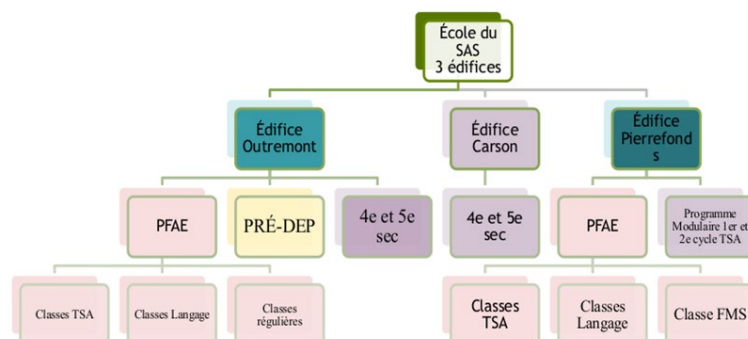 École du
SAS
3 édifices
Édifice
Outremont
Édifice
Carson
Édifice
Pierrefond
s
PFAE
PRÉ-DEP
4e et 5e
sec
4e et 5e
sec
PFAE
Programme
Modulaire 1er et
2e cycle TSA
Classes TSA
Classes Langage
Classes
régulières
Classes
TSA
Classes
Langage
Classe FMS